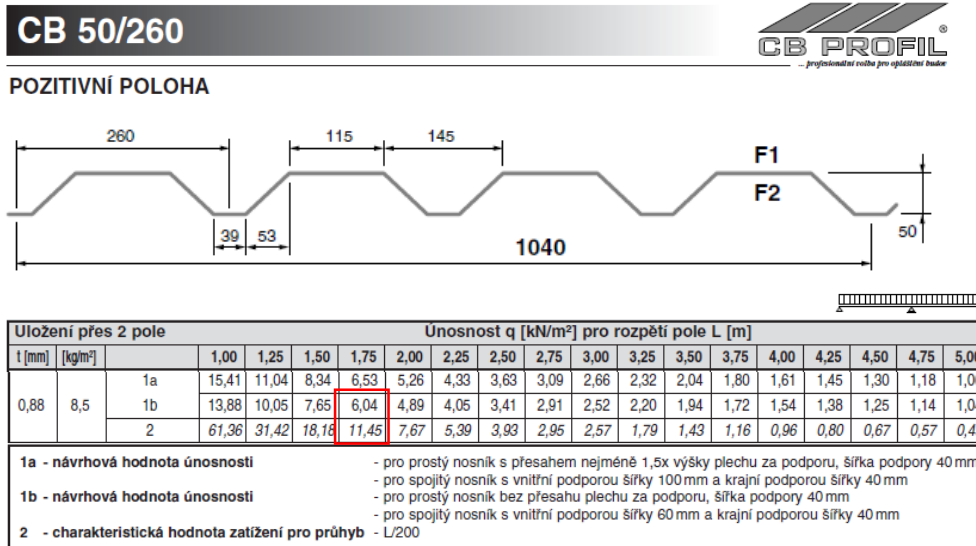 CB 50/260
CB PROFIL ®
... profesionální volba pro opláštění budov
POZITIVNÍ POLOHA
260 115 145
F1
F2
39 53
50
1040
Uložení přes 2 pole Únosnost q [kN/m²] pro rozpětí pole L [m]
t [mm] [kg/m²] 1,00 1,25 1,50 1,75 2,00 2,25 2,50 2,75 3,00 3,25 3,50 3,75 4,00 4,25 4,50 4,75 5,00
1a 15,41 11,04 8,34 6,53 5,26 4,33 3,63 3,09 2,66 2,32 2,04 1,80 1,61 1,45 1,30 1,18 1,0
0,88 8,5 1b 13,88 10,05 7,65 6,04 4,89 4,05 3,41 2,91 2,52 2,20 1,94 1,72 1,54 1,38 1,25 1,14 1,0
2 61,36 31,42 18,18 11,45 7,67 5,39 3,93 2,95 2,57 1,79 1,43 1,16 0,96 0,80 0,67 0,57 0,4
1a - návrhová hodnota únosnosti - pro prostý nosník s přesahem nejméně 1,5x výšky plechu za podporu, šířka podpory 40 mm
- pro spojitý nosník s vnitřní podporou šířky 100 mm a krajní podporou šířky 40 mm
1b - návrhová hodnota únosnosti - pro prostý nosník bez přesahu plechu za podporu, šířka podpory 40 mm
- pro spojitý nosník s vnitřní podporou šířky 60 mm a krajní podporou šířky 40 mm
2 - charakteristická hodnota zatížení pro průhyb - L/200